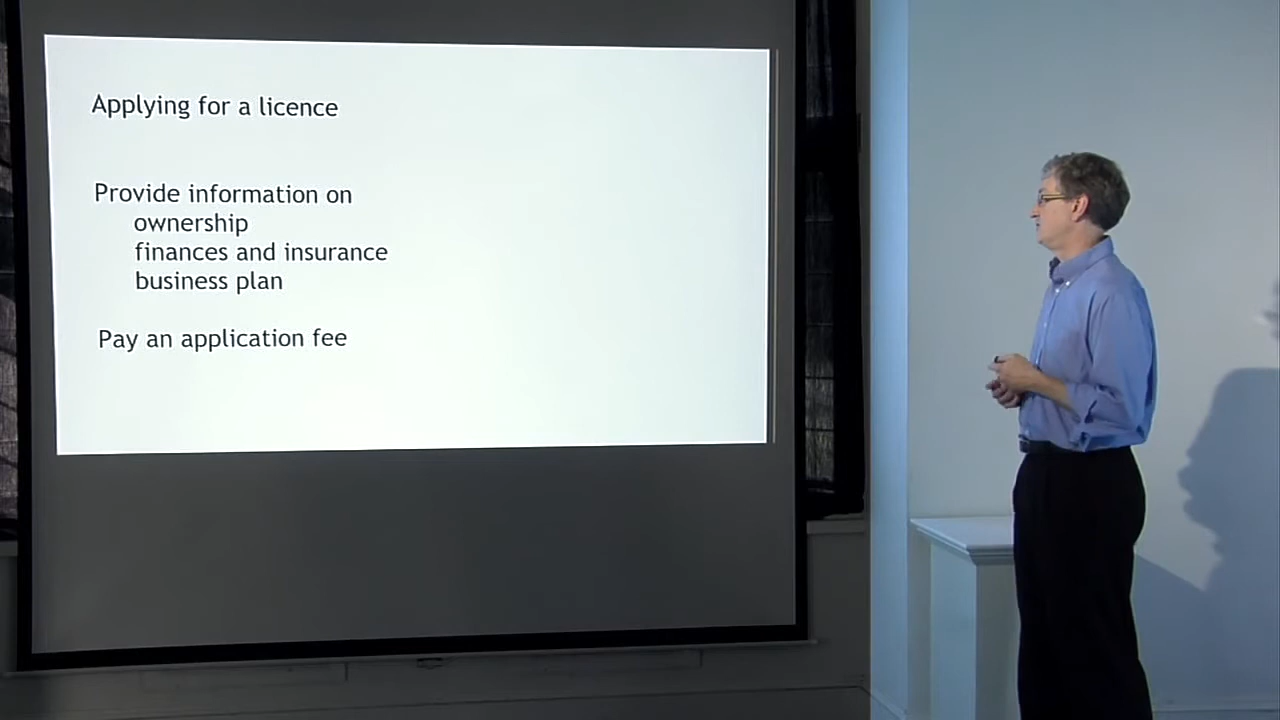 Applying for a licence
Provide information on
ownership
finances and insurance
business plan
Pay an application fee